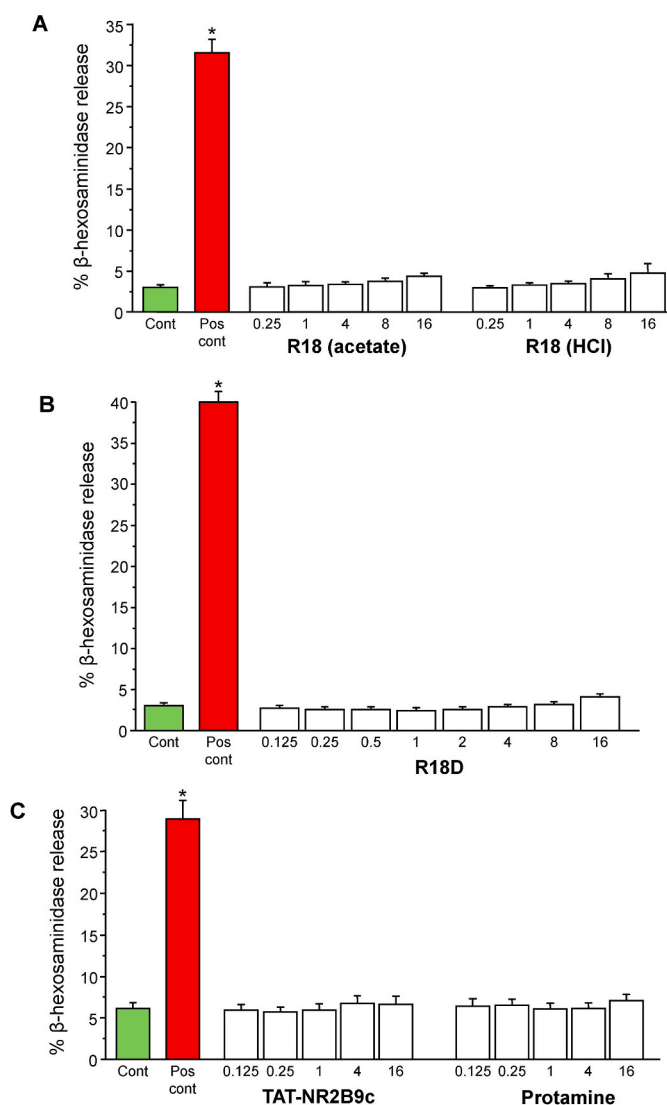 A
% β-hexosaminidase release
35
30
25
20
15
10
5
0
*
Cont
Pos cont
0.25 1 4 8 16
R18 (acetate)
0.25 1 4 8 16
R18 (HCl)
B
% β-hexosaminidase release
40
35
30
25
20
15
10
5
0
*
Cont
Pos cont
0.125 0.25 0.5 1 2 4 8 16
R18D
C
% β-hexosaminidase release
30
25
20
15
10
5
0
*
Cont
Pos cont
0.125 0.25 1 4 16
TAT-NR2B9c
0.125 0.25 1 4 16
Protamine